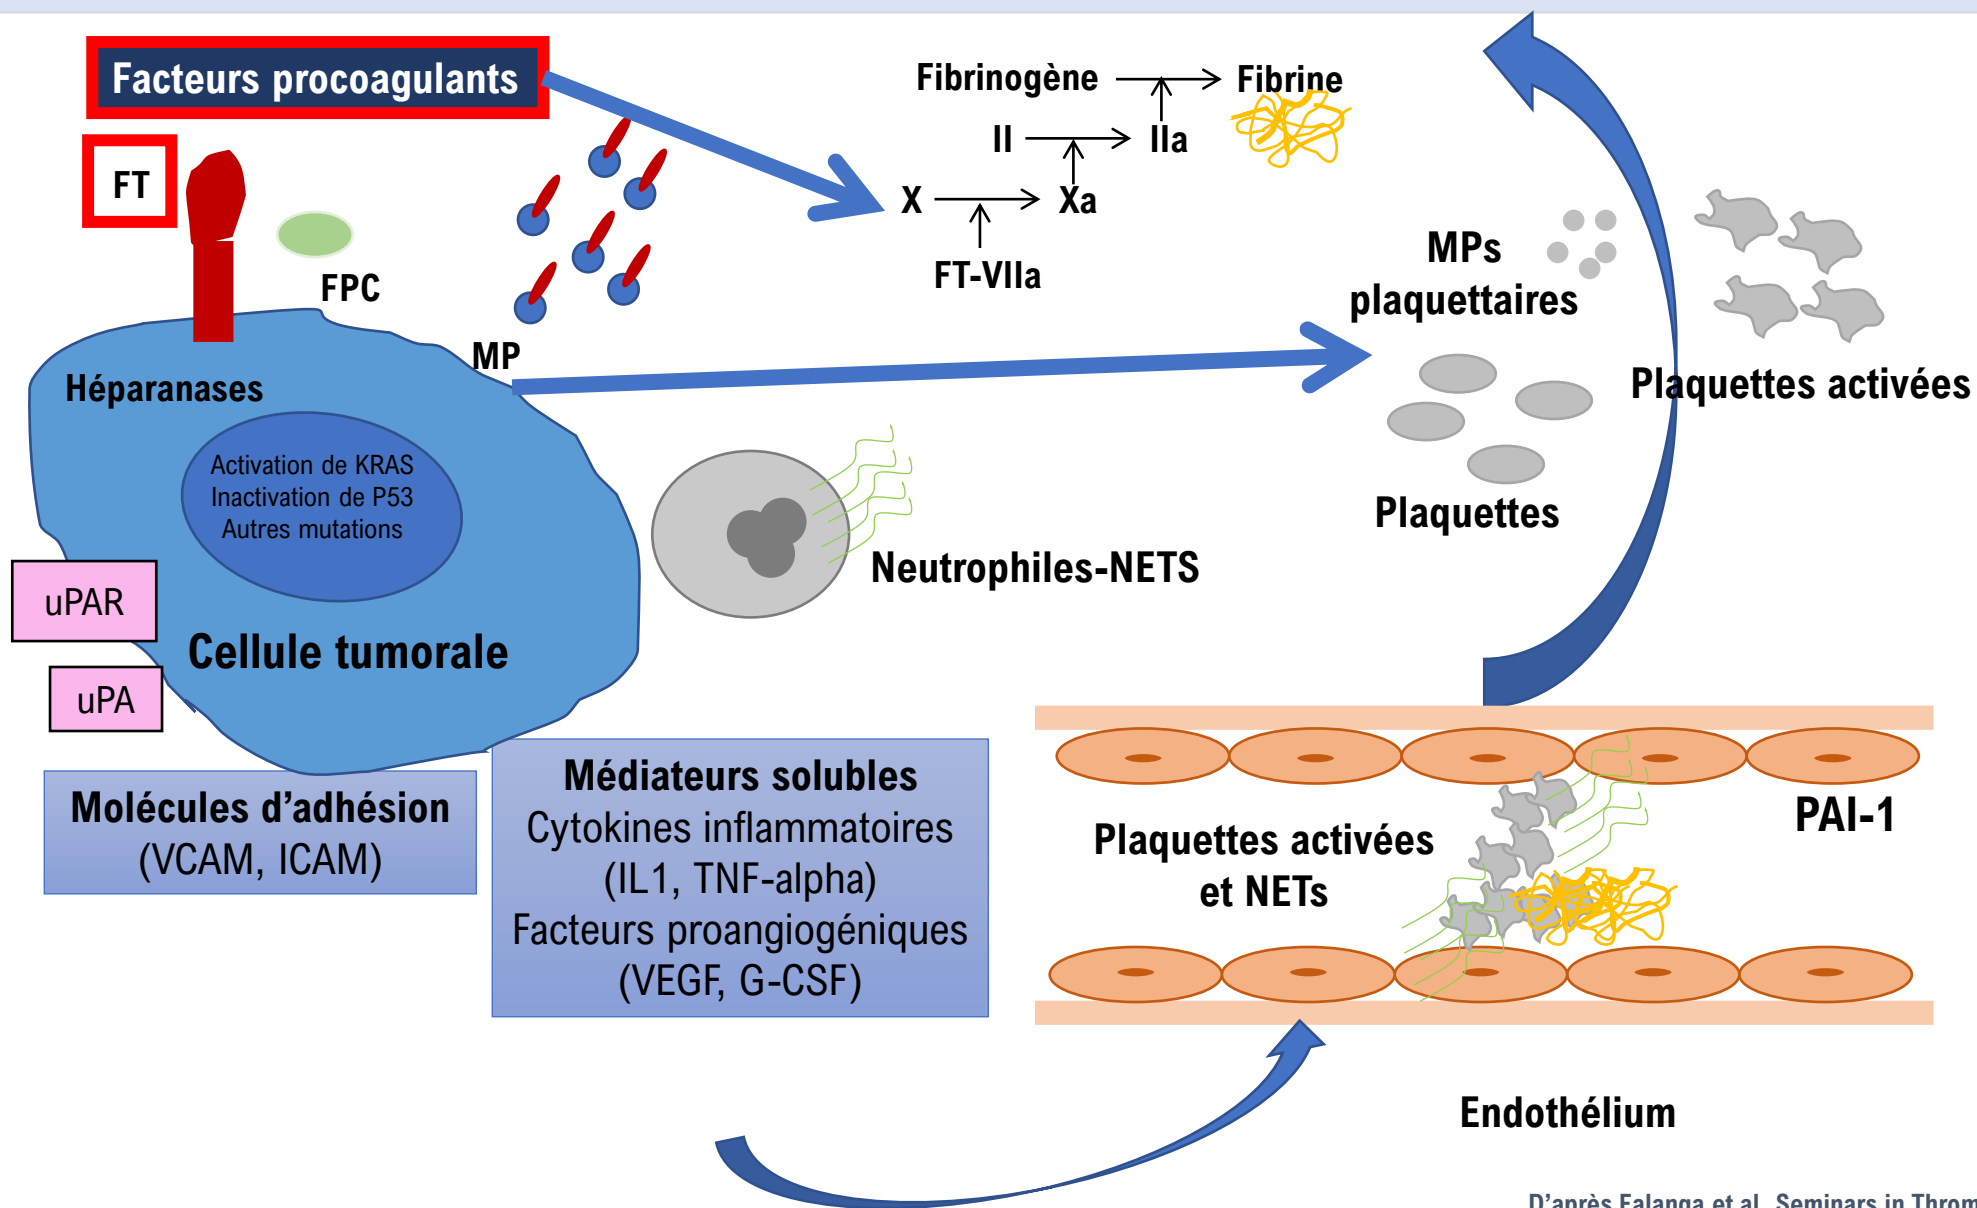 Facteurs procoagulants
FT
FPC
MP
Héparanases
Activation de KRAS
Inactivation de P53
Autres mutations
uPAR
uPA
Cellule tumorale
Molécules d'adhésion
(VCAM, ICAM)
Médiateurs solubles
Cytokines inflammatoires
(IL1, TNF-alpha)
Facteurs proangiogéniques
(VEGF, G-CSF)
Neutrophiles-NETS
Fibrinogène
Fibrine
II
IIa
X
Xa
FT-VIIa
MPs
plaquettaires
Plaquettes activées
Plaquettes
Plaquettes activées
et NETs
PAI-1
Endothélium
D'après Falanga et al. Seminars in Throm